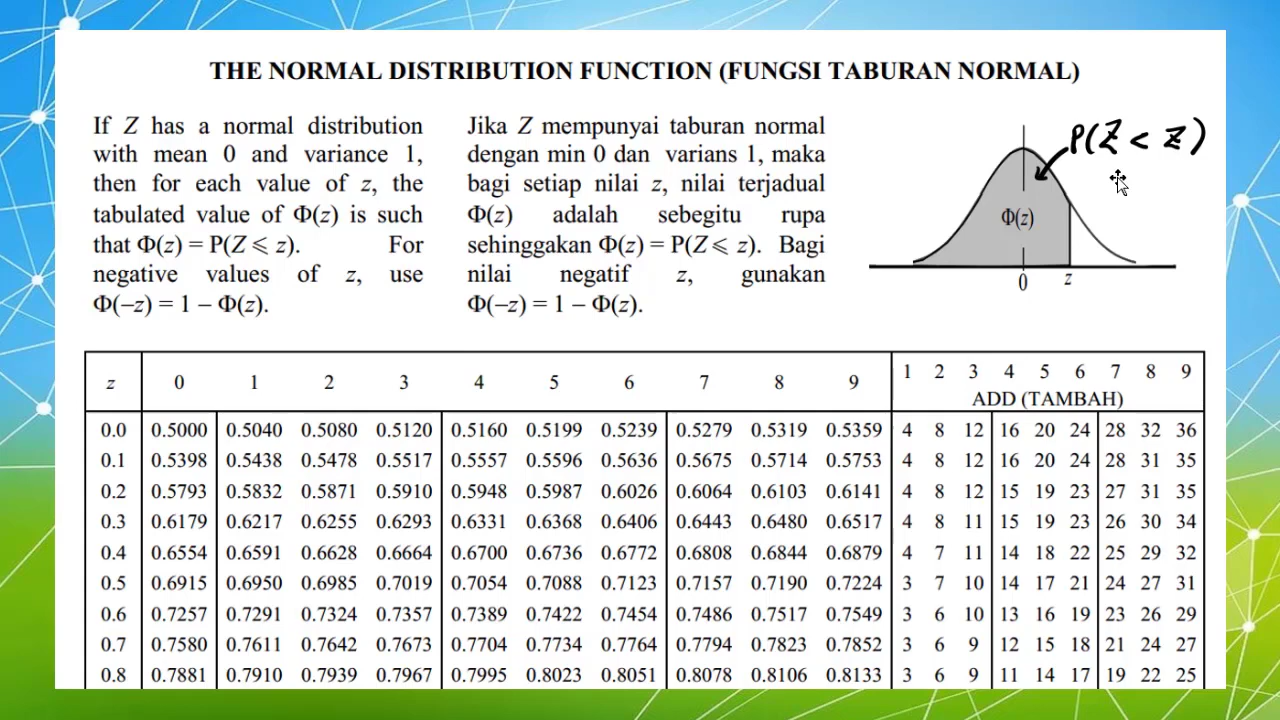 THE NORMAL DISTRIBUTION FUNCTION (FUNGSI TABURAN NORMAL)
If Z has a normal distribution
with mean 0 and variance 1,
then for each value of z, the
tabulated value of Φ(z) is such
that Φ(z) = P(Z ⩽ z). For
negative values of z, use
Φ(−z) = 1 − Φ(z).
Jika Z mempunyai taburan normal
dengan min 0 dan varians 1, maka
bagi setiap nilai z, nilai terjadual
Φ(z) adalah sebegitu rupa
sehinggakan Φ(z) = P(Z ⩽ z). Bagi
nilai negatif z, gunakan
Φ(−z) = 1 − Φ(z).
P(Z < z)
Φ(z)
0 z
z 0 1 2 3 4 5 6 7 8 9 1 2 3 4 5 6 7 8 9
ADD (TAMBAH)
0.0 0.5000 0.5040 0.5080 0.5120 0.5160 0.5199 0.5239 0.5279 0.5319 0.5359 4 8 12 16 20 24 28 32 36
0.1 0.5398 0.5438 0.5478 0.5517 0.5557 0.5596 0.5636 0.5675 0.5714 0.5753 4 8 12 16 20 24 28 31 35
0.2 0.5793 0.5832 0.5871 0.5910 0.5948 0.5987 0.6026 0.6064 0.6103 0.6141 4 8 12 15 19 23 27 31 35
0.3 0.6179 0.6217 0.6255 0.6293 0.6331 0.6368 0.6406 0.6443 0.6480 0.6517 4 8 11 15 19 23 26 30 34
0.4 0.6554 0.6591 0.6628 0.6664 0.6700 0.6736 0.6772 0.6808 0.6844 0.6879 4 7 11 14 18 22 25 29 32
0.5 0.6915 0.6950 0.6985 0.7019 0.7054 0.7088 0.7123 0.7157 0.7190 0.7224 3 7 10 14 17 21 24 27 31
0.6 0.7257 0.7291 0.7324 0.7357 0.7389 0.7422 0.7454 0.7486 0.7517 0.7549 3 6 10 13 16 19 23 26 29
0.7 0.7580 0.7611 0.7642 0.7673 0.7704 0.7734 0.7764 0.7794 0.7823 0.7852 3 6 9 12 15 18 21 24 27
0.8 0.7881 0.7910 0.7939 0.7967 0.7995 0.8023 0.8051 0.8078 0.8106 0.8133 3 6 9 11 14 17 19 22 25